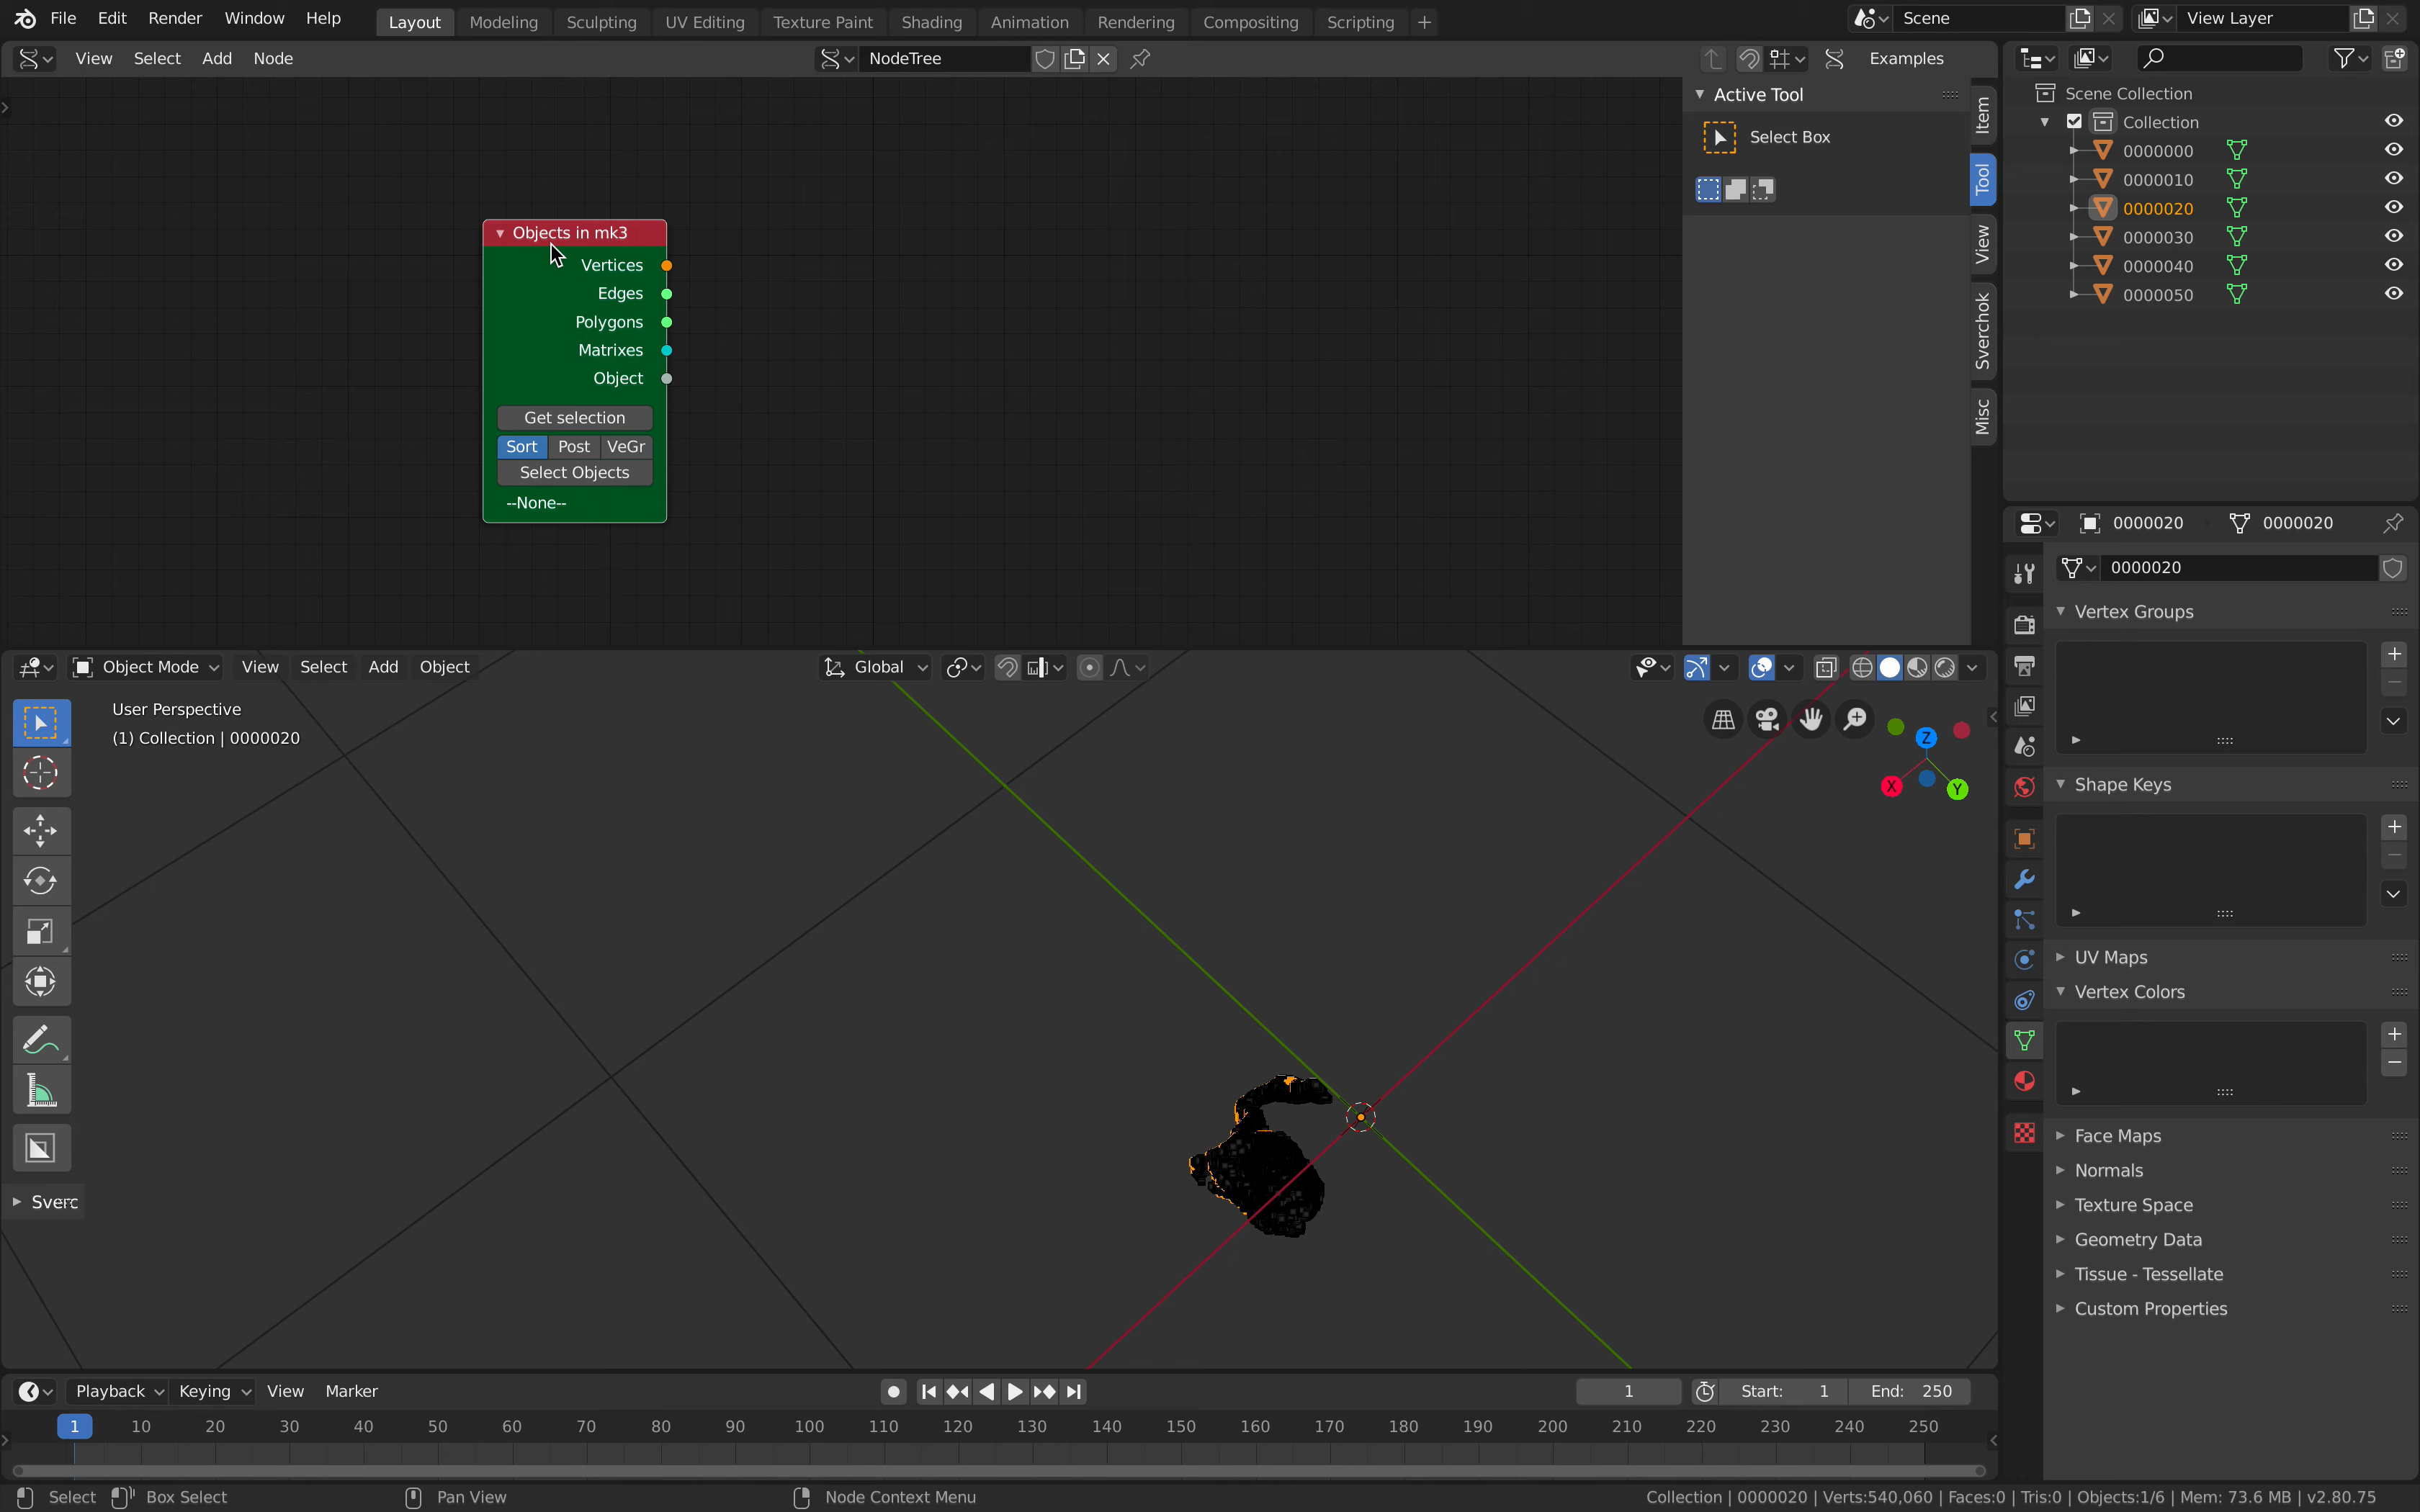 File Edit Render Window Help Layout Modeling Sculpting UV Editing Texture Paint Shading Animation Rendering Compositing Scripting + Scene View Layer
View Select Add Node NodeTree Examples
Active Tool
Select Box
Item
Tool
View
Sverchok
Misc
Objects in mk3
Vertices
Edges
Polygons
Matrixes
Object
Get selection
Sort Post VeGr
Select Objects
--None--
Scene Collection
Collection
0000000
0000010
0000020
0000030
0000040
0000050
0000020 0000020
0000020
Vertex Groups
Shape Keys
UV Maps
Vertex Colors
Face Maps
Normals
Texture Space
Geometry Data
Tissue - Tessellate
Custom Properties
Object Mode View Select Add Object Global
User Perspective
(1) Collection | 0000020
Z
X
Y
Sverc
Playback Keying View Marker 1 Start: 1 End: 250
1 10 20 30 40 50 60 70 80 90 100 110 120 130 140 150 160 170 180 190 200 210 220 230 240 250
Select Box Select Pan View Node Context Menu Collection | 0000020 | Verts:540,060 | Faces:0 | Tris:0 | Objects:1/6 | Mem: 73.6 MB | v2.80.75